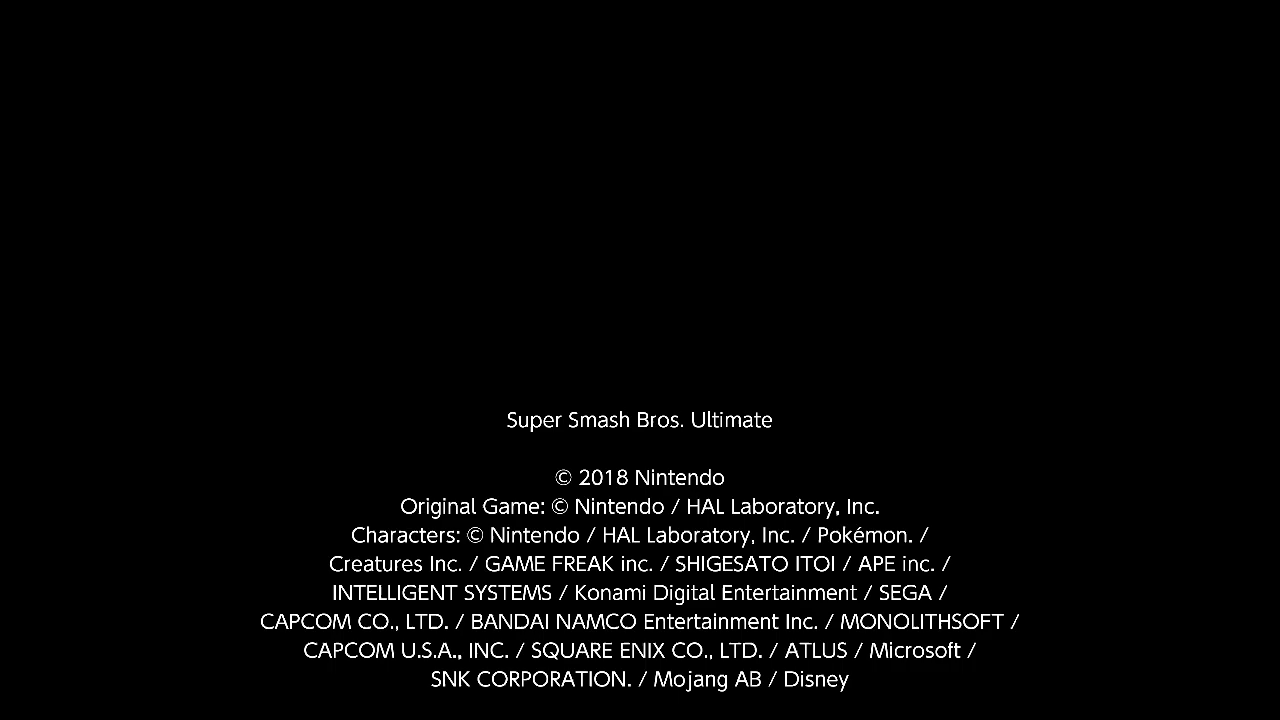 Super Smash Bros. Ultimate
© 2018 Nintendo
Original Game: © Nintendo / HAL Laboratory, Inc.
Characters: © Nintendo / HAL Laboratory, Inc. / Pokémon. /
Creatures Inc. / GAME FREAK inc. / SHIGESATO ITOI / APE inc. /
INTELLIGENT SYSTEMS / Konami Digital Entertainment / SEGA /
CAPCOM CO., LTD. / BANDAI NAMCO Entertainment Inc. / MONOLITHSOFT /
CAPCOM U.S.A., INC. / SQUARE ENIX CO., LTD. / ATLUS / Microsoft /
SNK CORPORATION. / Mojang AB / Disney